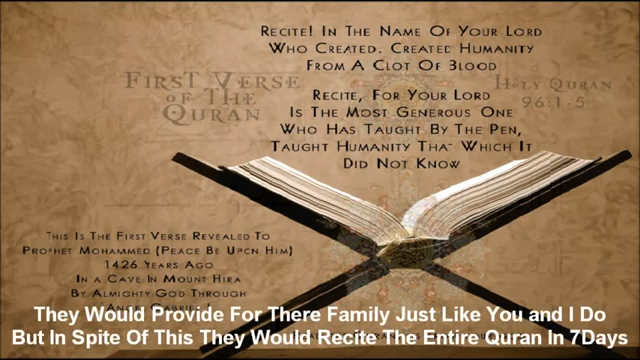 RECITE! IN THE NAME OF YOUR LORD
WHO CREATED. CREATED HUMANITY
FROM A CLOT OF BLOOD
FIRST VERSE
OF THE
QURAN
HOLY QURAN
96:1-5
RECITE, FOR YOUR LORD
IS THE MOST GENEROUS ONE
WHO HAS TAUGHT BY THE PEN,
TAUGHT HUMANITY THAT WHICH IT
DID NOT KNOW
THIS IS THE FIRST VERSE REVEALED TO
PROPHET MOHAMMED (PEACE BE UPON HIM)
1426 YEARS AGO
IN A CAVE IN MOUNT HIRA
BY ALMIGHTY GOD THROUGH
They Would Provide For There Family Just Like You and I Do
But In Spite Of This They Would Recite The Entire Quran In 7Days